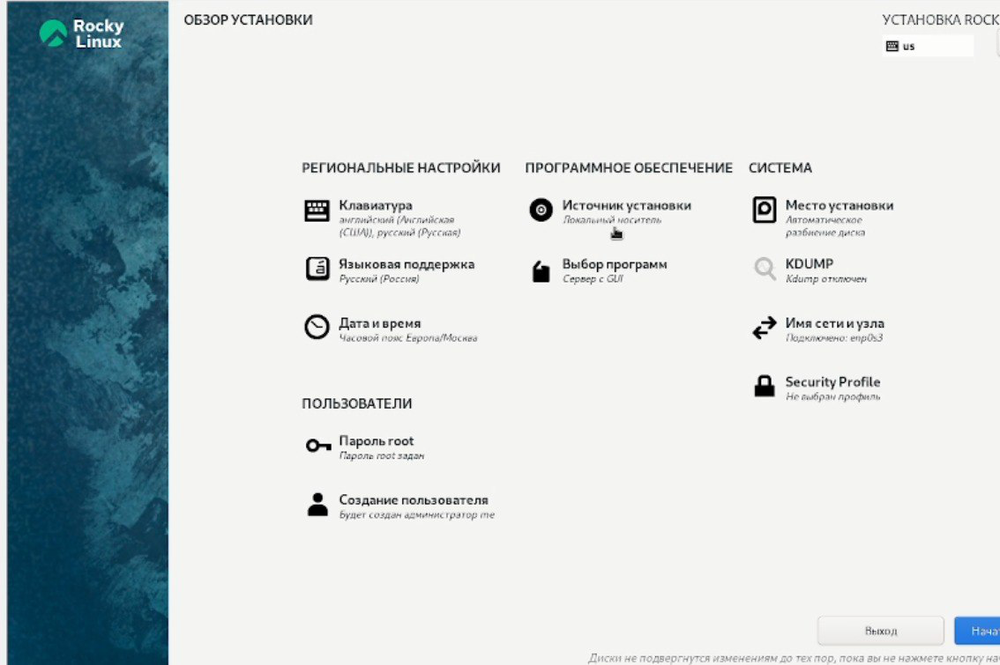 Rocky
Linux
ОБЗОР УСТАНОВКИ
УСТАНОВКА ROCK
us
РЕГИОНАЛЬНЫЕ НАСТРОЙКИ
Клавиатура
английский (Английская
(США)), русский (Русская)
Языковая поддержка
Русский (Россия)
Дата и время
Часовой пояс Европа/Москва
ПРОГРАММНОЕ ОБЕСПЕЧЕНИЕ
Источник установки
Локальный носитель
Выбор программ
Сервер с GUI
СИСТЕМА
Место установки
Автоматическое
разбиение диска
KDUMP
Kdump отключен
Имя сети и узла
Подключено: enp0s3
Security Profile
Не выбран профиль
ПОЛЬЗОВАТЕЛИ
Пароль root
Пароль root задан
Создание пользователя
Будет создан администратор me
Выход
Начат
Диски не подвергнутся изменениям до тех пор, пока вы не нажмете кнопку на